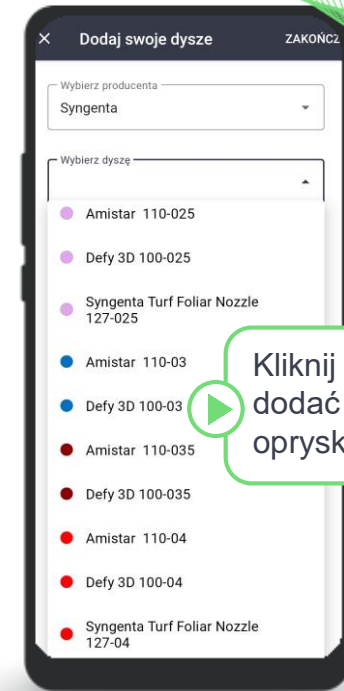 Dodaj swoje dysze
ZAKOŃCZ
Wybierz producenta
Syngenta
Wybierz dyszę
Amistar 110-025
Defy 3D 100-025
Syngenta Turf Foliar Nozzle
127-025
Amistar 110-03
Defy 3D 100-03
Amistar 110-035
Defy 3D 100-035
Amistar 110-04
Defy 3D 100-04
Syngenta Turf Foliar Nozzle
127-04
Kliknij
dodać
oprysk